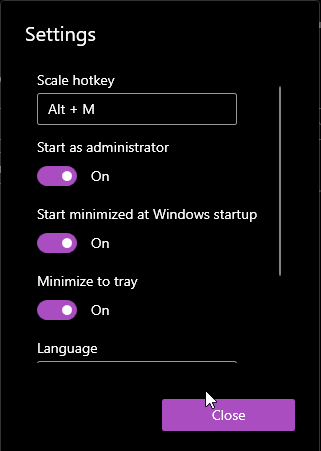 Settings
Scale hotkey
Alt + M
Start as administrator
On
Start minimized at Windows startup
On
Minimize to tray
On
Language
Close